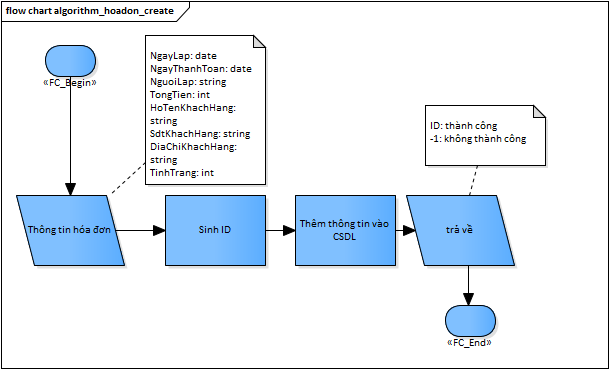 flow chart algorithm_hoadon_create
«FC_Begin»
NgayLap: date
NgayThanhToan: date
NguoiLap: string
TongTien: int
HoTenKhachHang:
string
SdtKhachHang: string
DiaChiKhachHang:
string
TinhTrang: int
ID: thành công
-1: không thành công
Thông tin hóa đơn
Sinh ID
Thêm thông tin vào
CSDL
trả về
«FC_End»